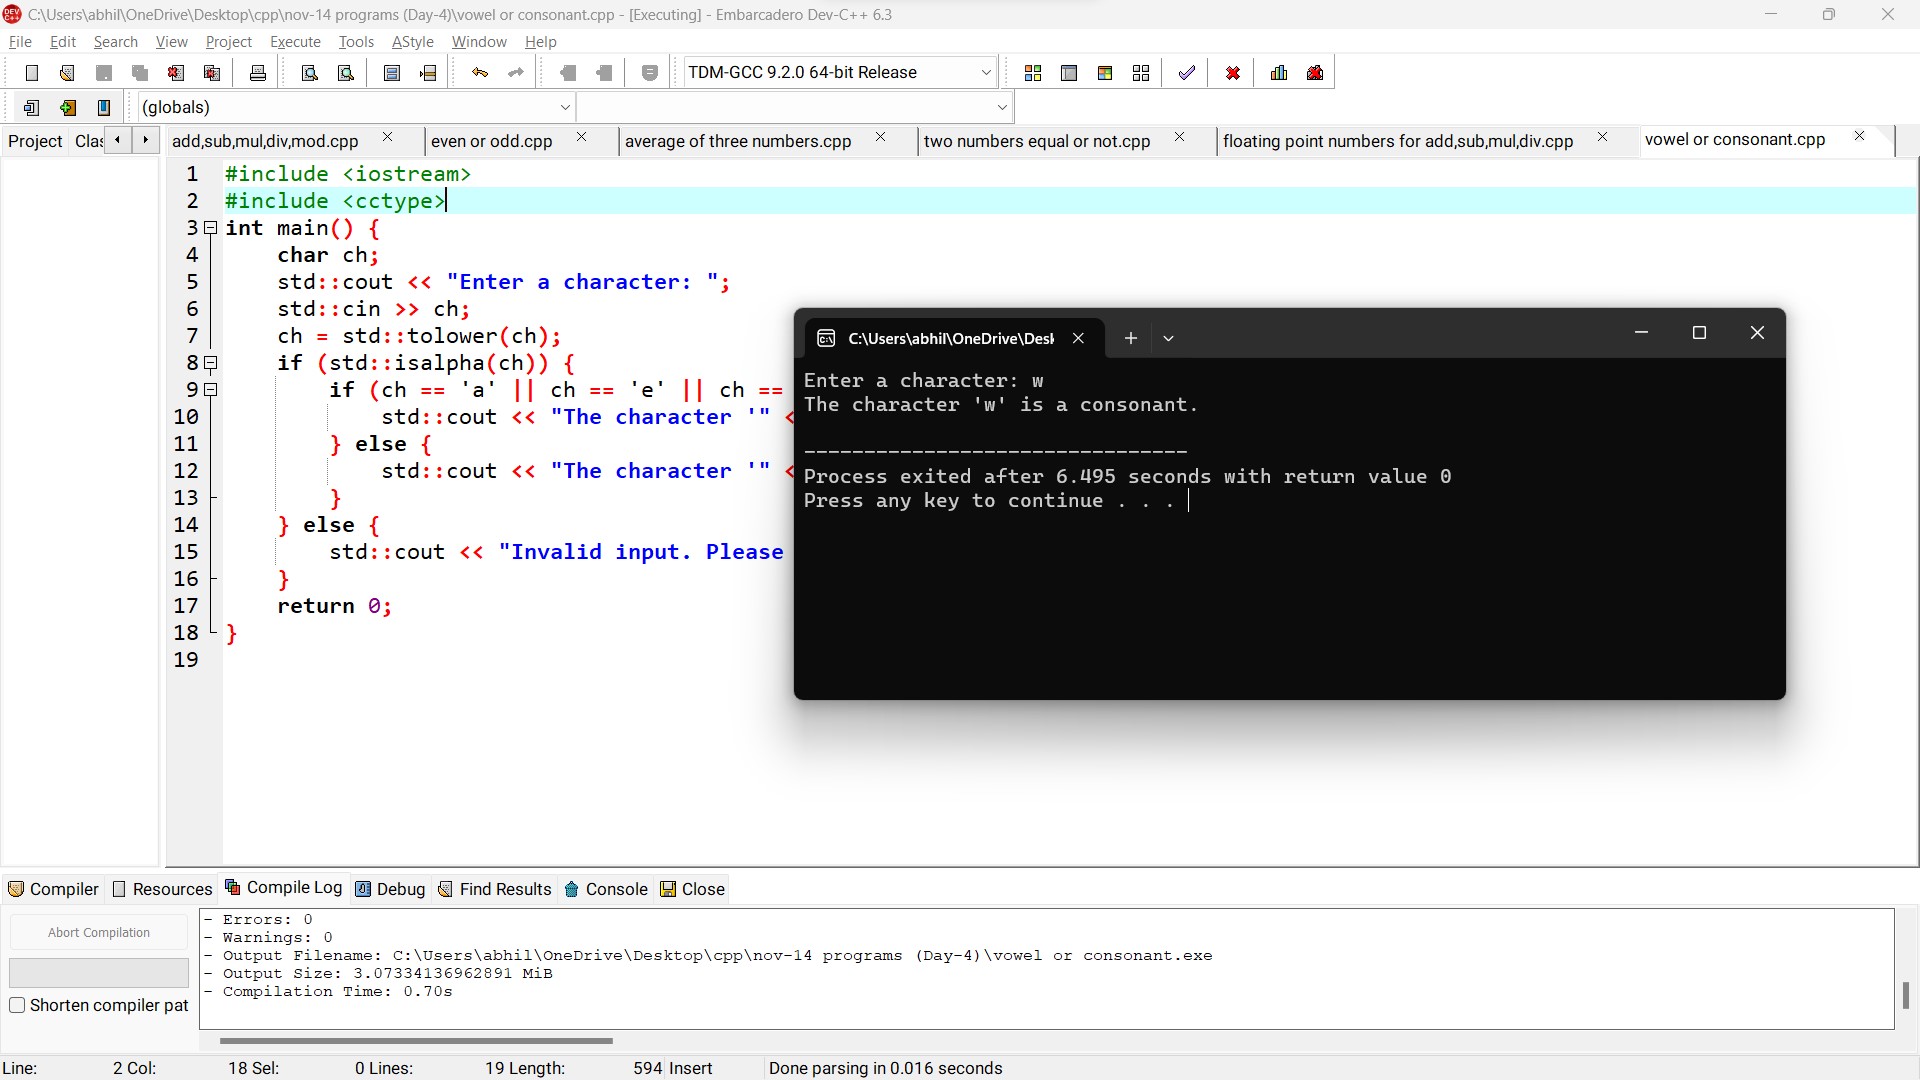 C:\Users\abhil\OneDrive\Desktop\cpp\nov-14 programs (Day-4)\vowel or consonant.cpp - [Executing] - Embarcadero Dev-C++ 6.3
File Edit Search View Project Execute Tools AStyle Window Help
TDM-GCC 9.2.0 64-bit Release
(globals)
Project Clas add,sub,mul,div,mod.cpp even or odd.cpp average of three numbers.cpp two numbers equal or not.cpp floating point numbers for add,sub,mul,div.cpp vowel or consonant.cpp
1 #include <iostream>
2 #include <cctype>
3 int main() {
4 char ch;
5 std::cout << "Enter a character: ";
6 std::cin >> ch;
7 ch = std::tolower(ch);
8 if (std::isalpha(ch)) {
9 if (ch == 'a' || ch == 'e' || ch ==
10 std::cout << "The character '" <
11 } else {
12 std::cout << "The character '" <
13 }
14 } else {
15 std::cout << "Invalid input. Please
16 }
17 return 0;
18 }
19
C:\Users\abhil\OneDrive\Desk
Enter a character: w
The character 'w' is a consonant.
--------------------------------
Process exited after 6.495 seconds with return value 0
Press any key to continue . . .
Compiler Resources Compile Log Debug Find Results Console Close
Abort Compilation
Shorten compiler pat
- Errors: 0
- Warnings: 0
- Output Filename: C:\Users\abhil\OneDrive\Desktop\cpp\nov-14 programs (Day-4)\vowel or consonant.exe
- Output Size: 3.07334136962891 MiB
- Compilation Time: 0.70s
Line: 2 Col: 18 Sel: 0 Lines: 19 Length: 594 Insert Done parsing in 0.016 seconds